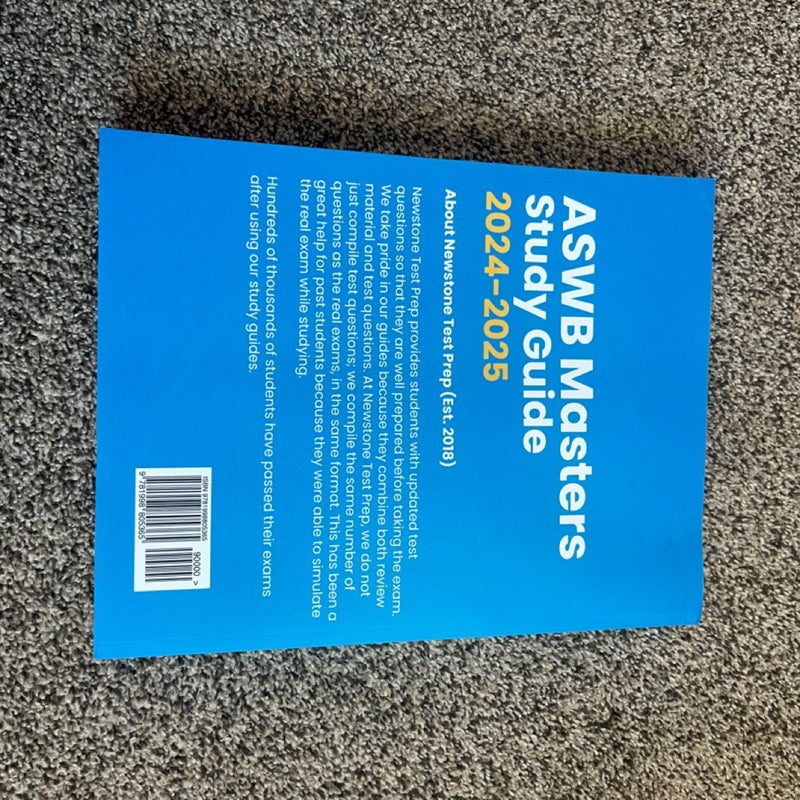 ASWB Masters
Study Guide
2024–2025
About Newstone Test Prep (Est. 2018)
Newstone Test Prep provides students with updated test
questions so that they are well prepared before taking the exam.
We take pride in our guides because they combine both review
material and test questions. At Newstone Test Prep, we do not
just compile test questions; we compile the same number of
questions as the real exams, in the same format. This has been a
great help for past students because they were able to simulate
the real exam while studying.
Hundreds of thousands of students have passed their exams
after using our study guides.
ISBN 9781998805365
90000 >
9 781998 805365